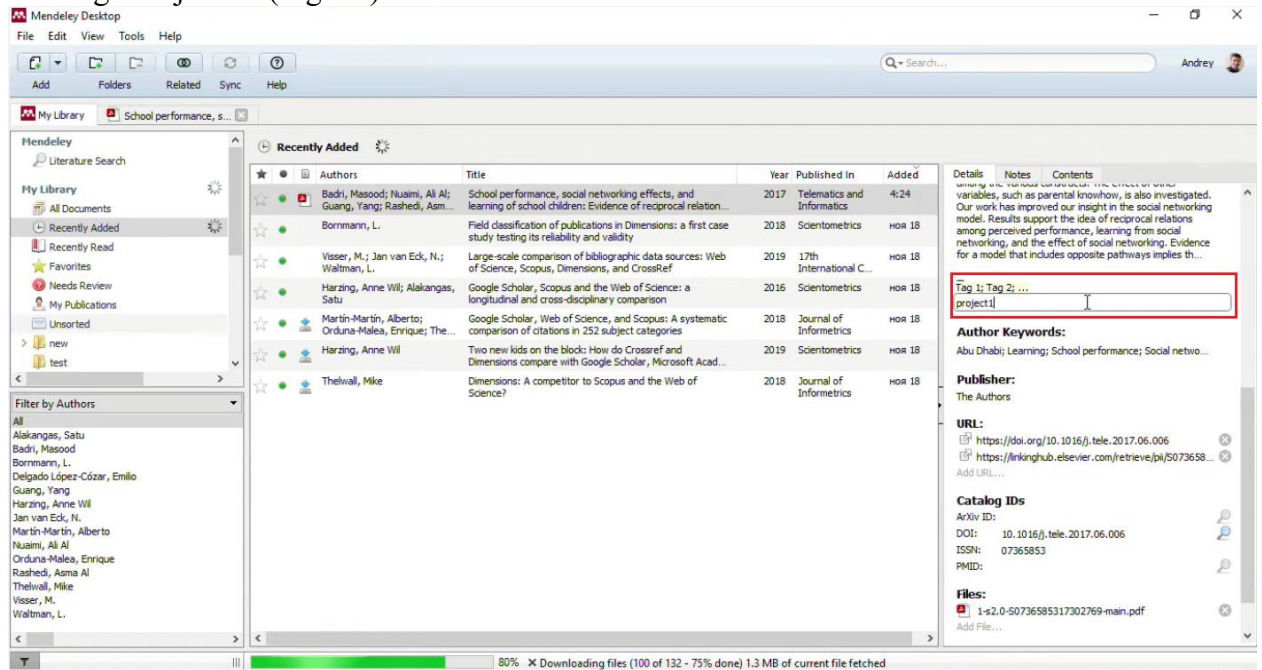 Mendeley Desktop
File Edit View Tools Help
Add Folders Related Sync Help
Search...
Andrey
My Library
School performance, s...
Mendeley
Literature Search
My Library
All Documents
Recently Added
Recently Read
Favorites
Needs Review
My Publications
Unsorted
new
test
Filter by Authors
All
Alakangas, Satu
Badri, Masood
Bornmann, L.
Delgado López-Cózar, Emilio
Guang, Yang
Harzing, Anne Wil
Jan van Eck, N.
Martín-Martín, Alberto
Nuaimi, Ali Al
Orduna-Malea, Enrique
Rashedi, Asma Al
Thelwall, Mike
Visser, M.
Waltman, L.
Recently Added
Authors Title Year Published In Added
Badri, Masood; Nuaimi, Ali Al; School performance, social networking effects, and 2017 Telematics and 4:24
Guang, Yang; Rashedi, Asm... learning of school children: Evidence of reciprocal relation... Informatics
Bornmann, L. Field classification of publications in Dimensions: a first case 2018 Scientometrics ноя 18
study testing its reliability and validity
Visser, M.; Jan van Eck, N.; Large-scale comparison of bibliographic data sources: Web 2019 17th ноя 18
Waltman, L. of Science, Scopus, Dimensions, and CrossRef International C...
Harzing, Anne Wil; Alakangas, Google Scholar, Scopus and the Web of Science: a 2016 Scientometrics ноя 18
Satu longitudinal and cross-disciplinary comparison
Martín-Martín, Alberto; Google Scholar, Web of Science, and Scopus: A systematic 2018 Journal of ноя 18
Orduna-Malea, Enrique; The... comparison of citations in 252 subject categories Informetrics
Harzing, Anne Wil Two new kids on the block: How do Crossref and 2019 Scientometrics ноя 18
Dimensions compare with Google Scholar, Microsoft Acad...
Thelwall, Mike Dimensions: A competitor to Scopus and the Web of 2018 Journal of ноя 18
Science? Informetrics
Details Notes Contents
variables, such as parental knowhow, is also investigated.
Our work has improved our insight in the social networking
model. Results support the idea of reciprocal relations
among perceived performance, learning from social
networking, and the effect of social networking. Evidence
for a model that includes opposite pathways implies th...
Tag 1; Tag 2; ...
project1
Author Keywords:
Abu Dhabi; Learning; School performance; Social netwo...
Publisher:
The Authors
URL:
https://doi.org/10.1016/j.tele.2017.06.006
https://linkinghub.elsevier.com/retrieve/pii/S073658...
Add URL...
Catalog IDs
ArXiv ID:
DOI: 10.1016/j.tele.2017.06.006
ISSN: 07365853
PMID:
Files:
1-s2.0-S0736585317302769-main.pdf
Add File...
80% Downloading files (100 of 132 - 75% done) 1.3 MB of current file fetched